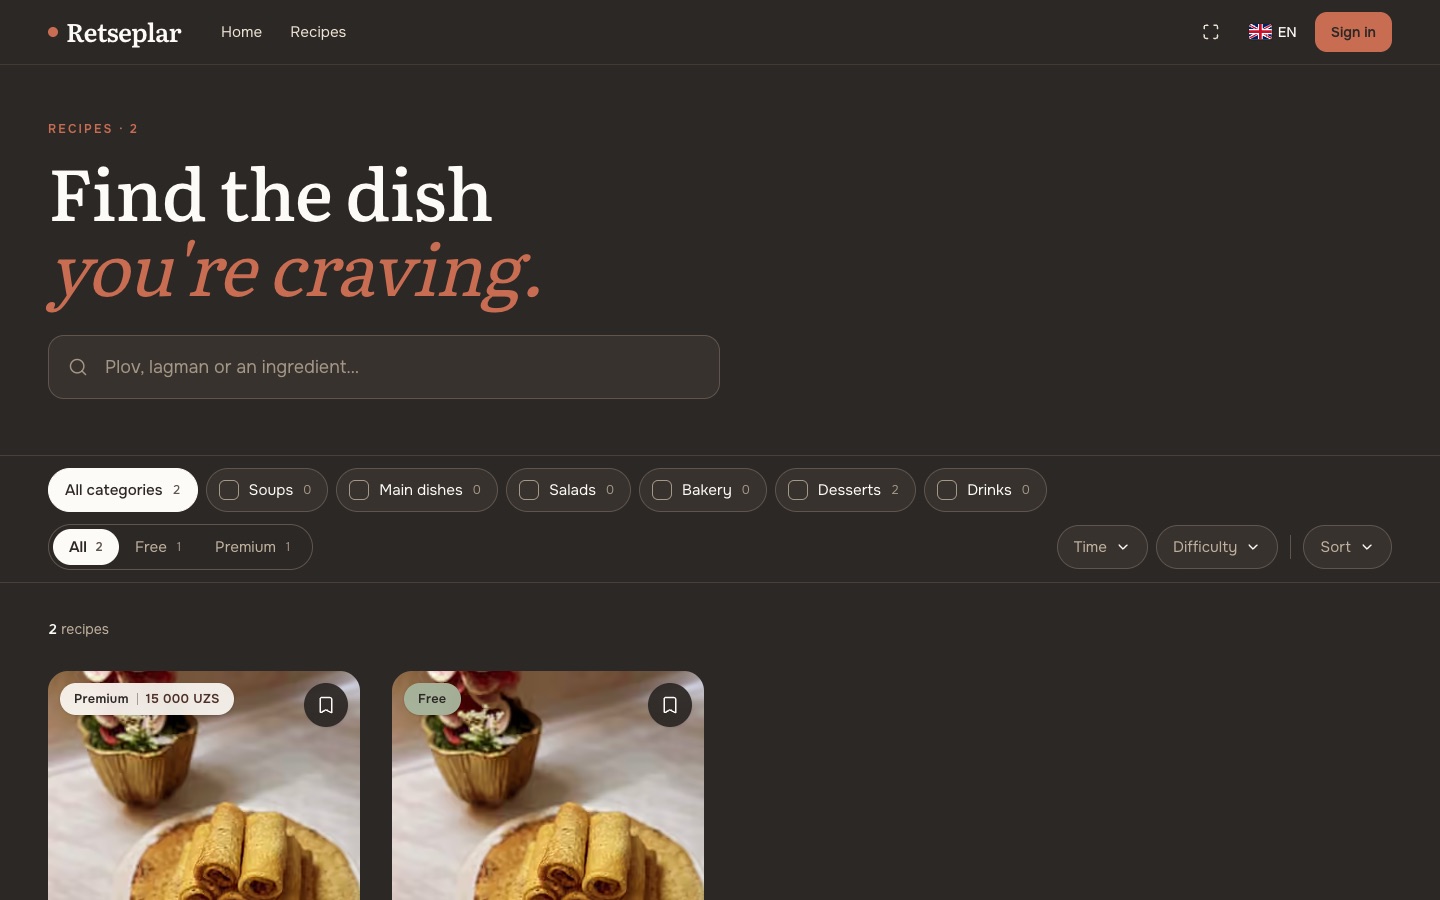 Retseplar
Home
Recipes
EN
Sign in
RECIPES · 2
Find the dish
you're craving.
Plov, lagman or an ingredient...
All categories 2
Soups 0
Main dishes 0
Salads 0
Bakery 0
Desserts 2
Drinks 0
All 2
Free 1
Premium 1
Time
Difficulty
Sort
2 recipes
Premium | 15 000 UZS
Free